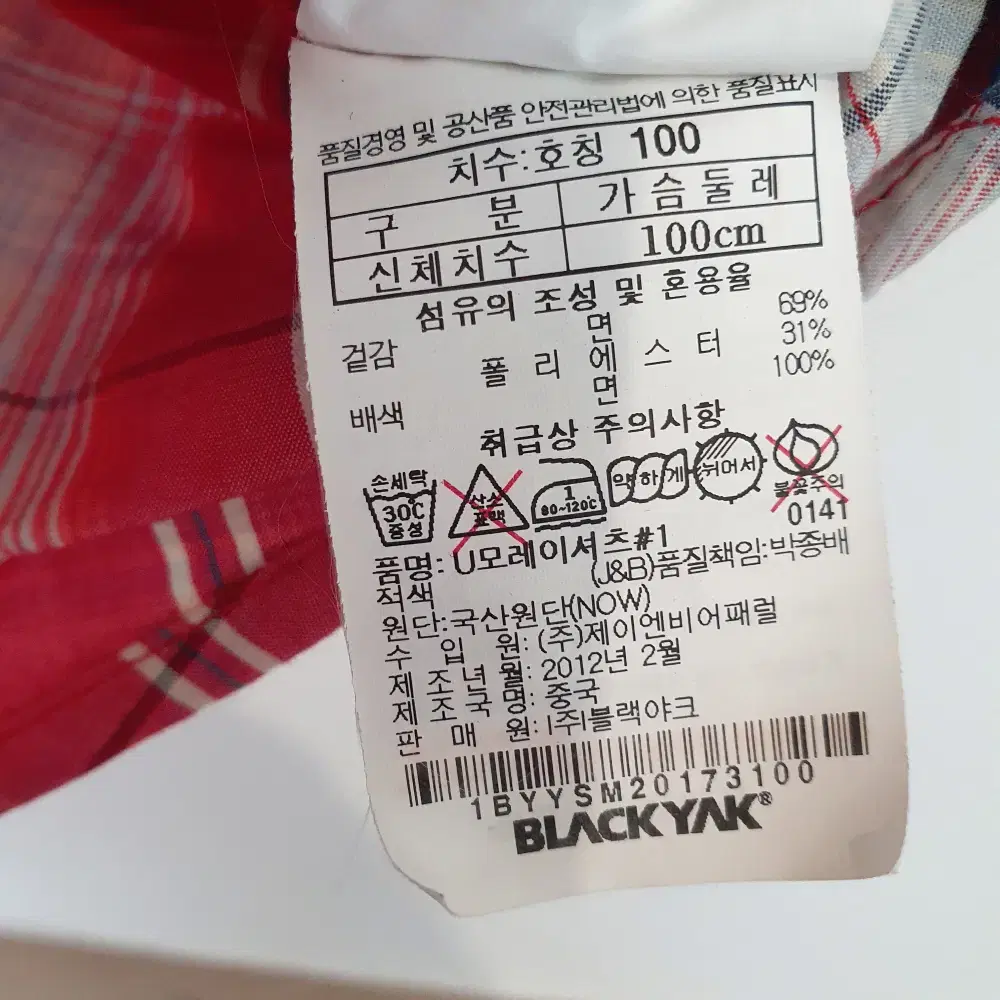 품질경영 및 공산품 안전관리법에 의한 품질표시
치수:호칭 100
구 분 가슴둘레
신체치수 100cm
섬유의 조성 및 혼용율
겉감 면 69%
폴리에스터 31%
배색 면 100%
취급상 주의사항
손세탁 30℃ 중성
산소 표백
1 80~120℃
약하게
뉘어서
불꽃주의
0141
품명: U모레이셔츠#1
(J&B)품질책임:박종배
적색
원단:국산원단(NOW)
수 입 원: (주)제이엔비어패럴
제 조 년 월: 2012년 2월
제 조 국 명: 중국
판 매 원: (주)블랙야크
1BYYSM20173100
BLACKYAK®